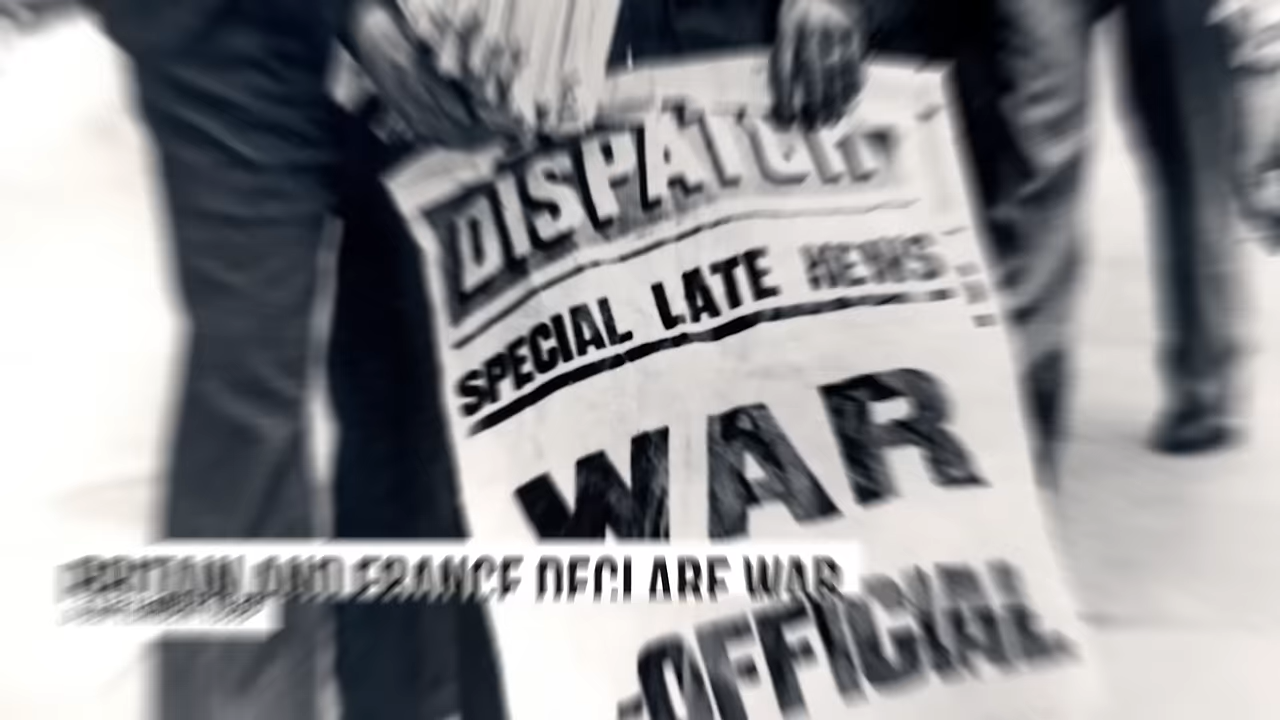 DISPATCH
SPECIAL LATE NEWS
WAR
-OFFICIAL
BRITAIN AND FRANCE DECLARE WAR